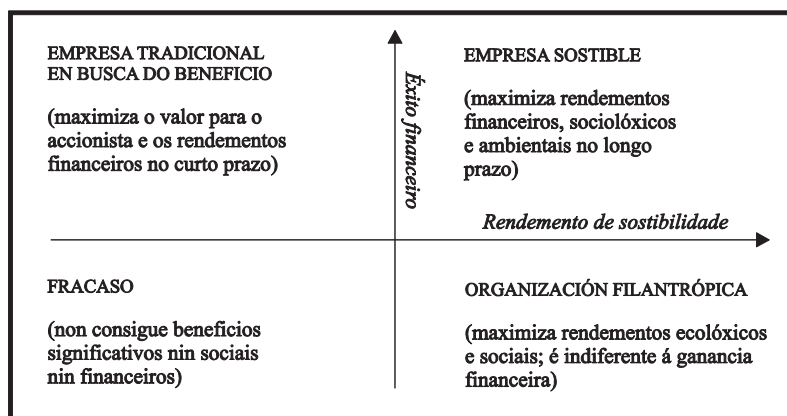 EMPRESA TRADICIONAL
EN BUSCA DO BENEFICIO
(maximiza o valor para o
accionista e os rendementos
financeiros no curto prazo)
Éxito financeiro
EMPRESA SOSTIBLE
(maximiza rendementos
financeiros, sociolóxicos
e ambientais no longo
prazo)
Rendemento de sostibilidade
FRACASO
(non consigue beneficios
significativos nin sociais
nin financeiros)
ORGANIZACIÓN FILANTRÓPICA
(maximiza rendementos ecolóxicos
e sociais; é indiferente á ganancia
financeira)